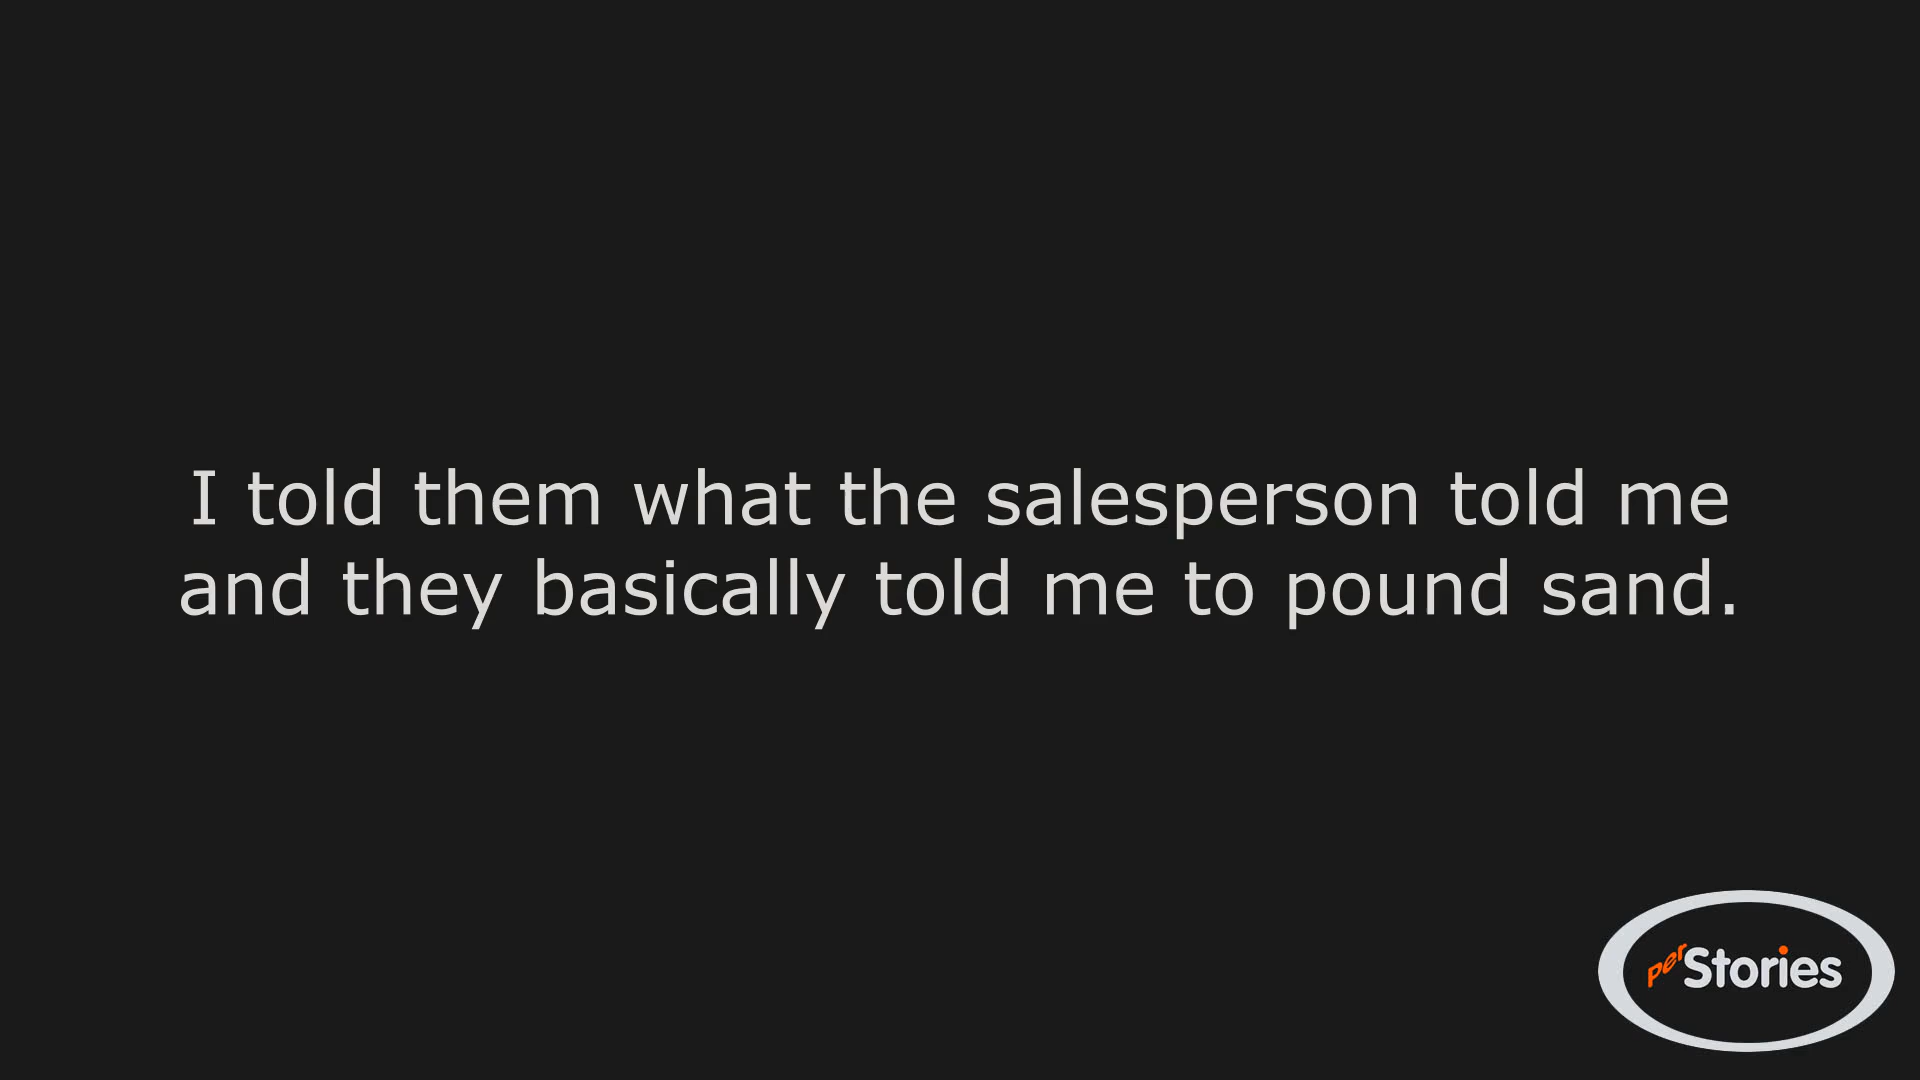 I told them what the salesperson told me
and they basically told me to pound sand.
perStories